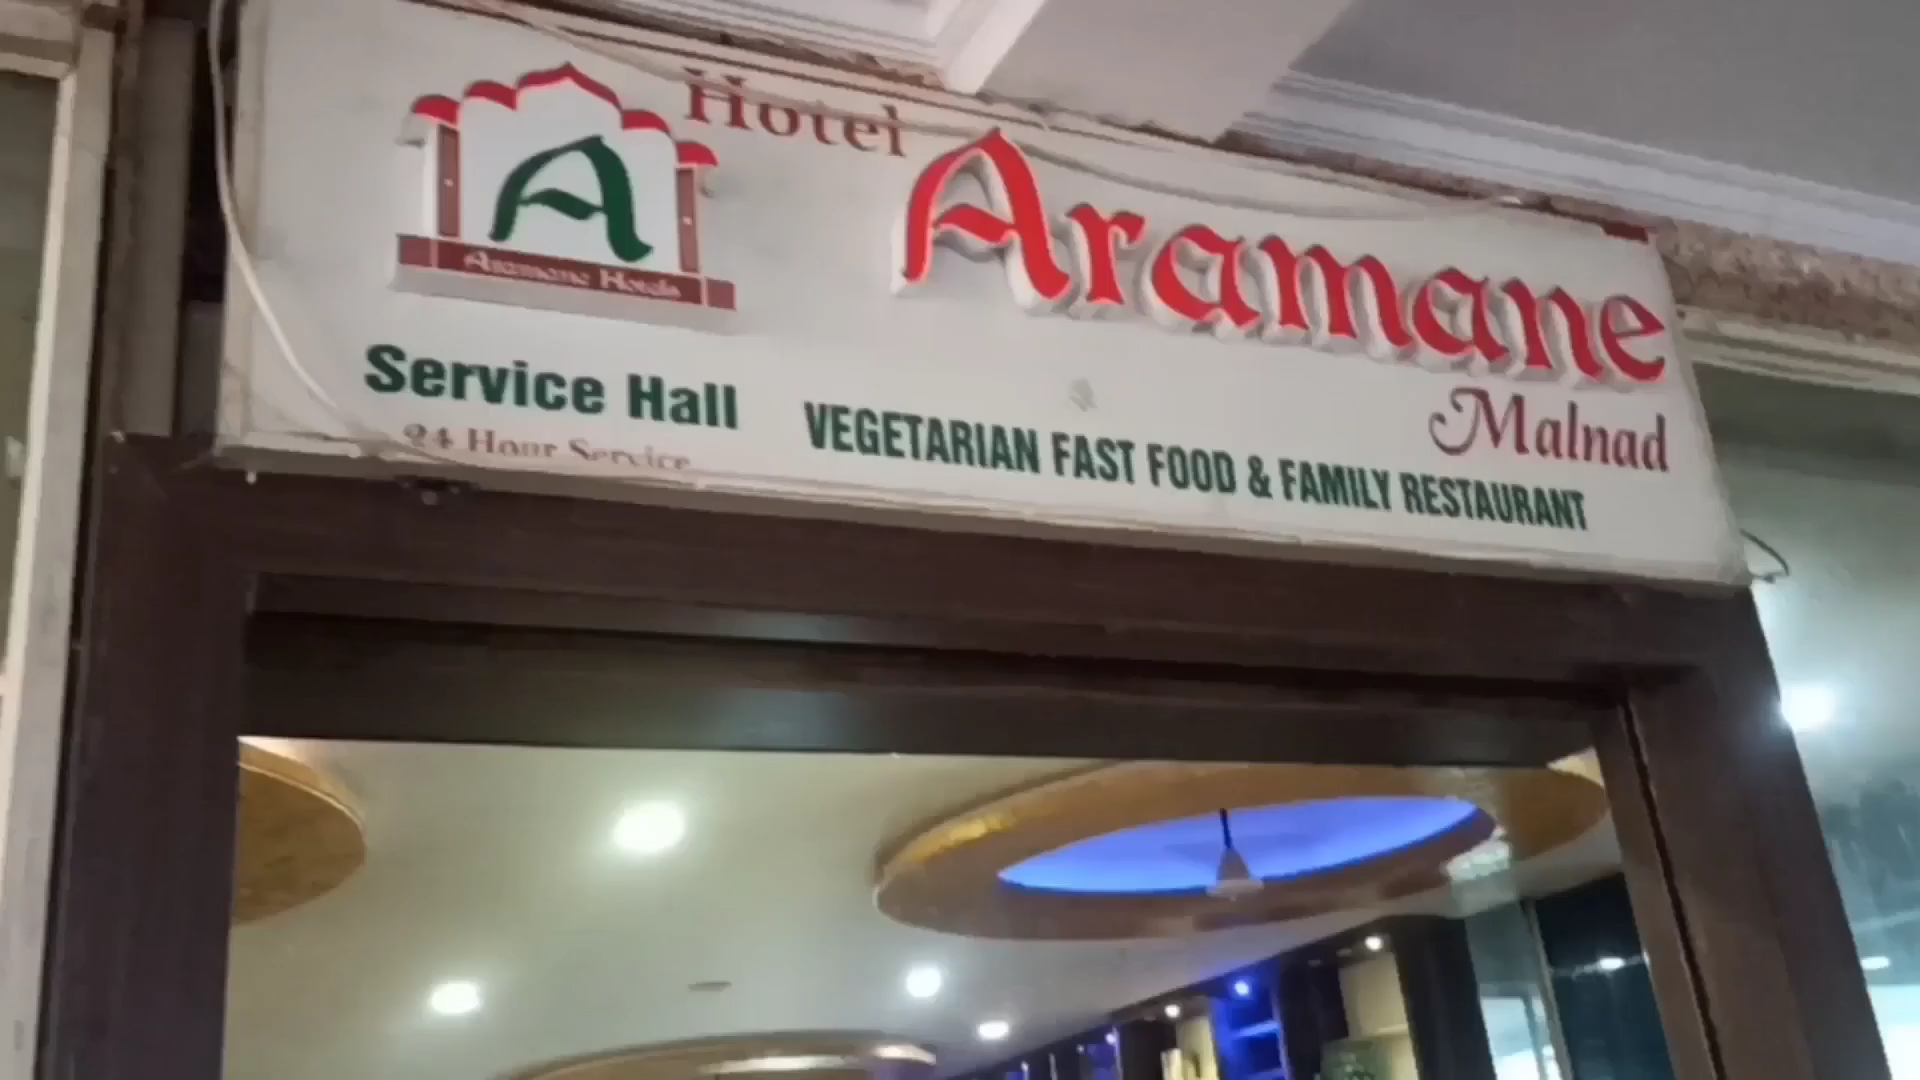 Hotel
Aramane
Malnad
A
Aramane Hotels
Service Hall
24 Hour Service
VEGETARIAN FAST FOOD & FAMILY RESTAURANT